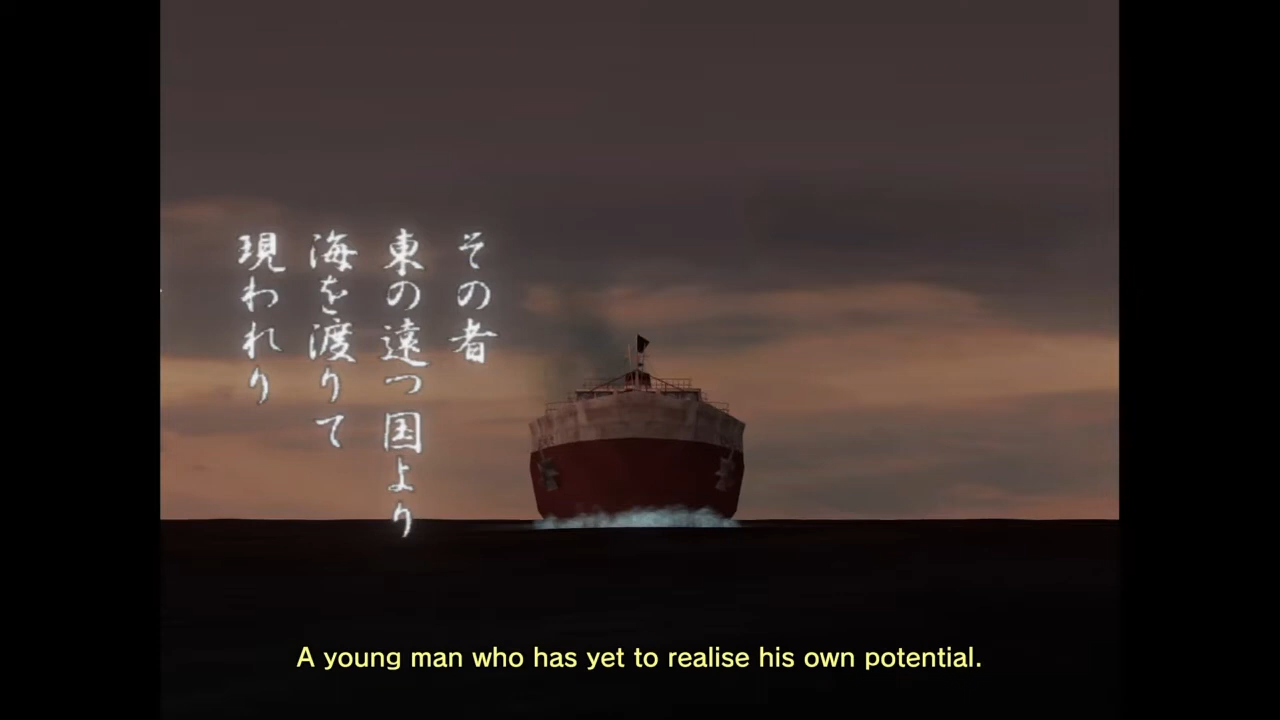 その者
東の遠つ国より
海を渡りて
現われり
A young man who has yet to realise his own potential.